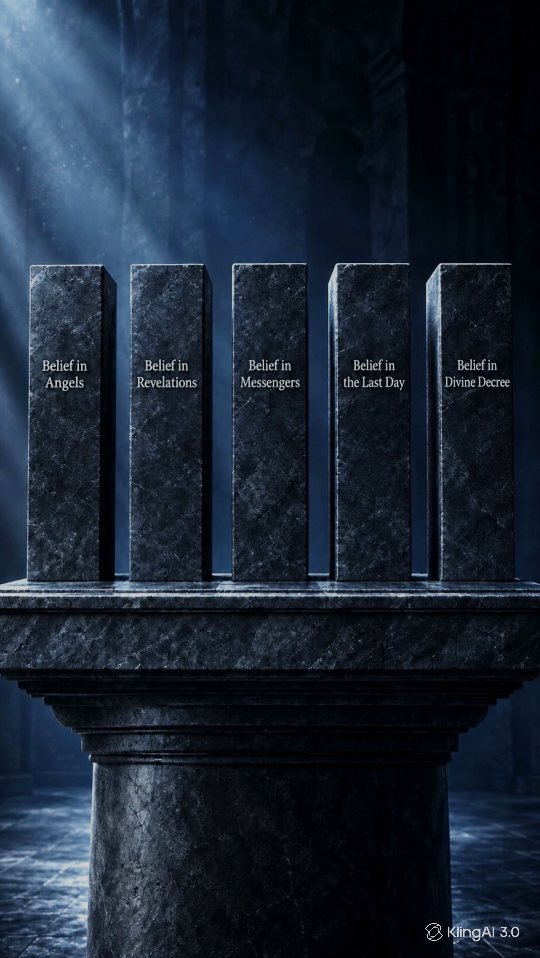 Belief in
Angels
Belief in
Revelations
Belief in
Messengers
Belief in
the Last Day
Belief in
Divine Decree
KlingAI 3.0